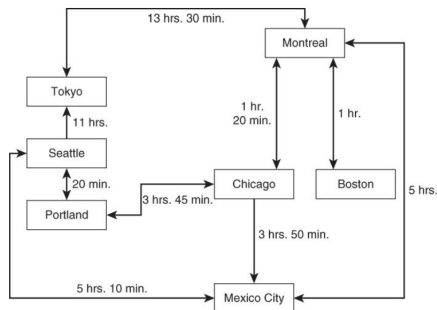 13 hrs. 30 min.
Montreal
Tokyo
11 hrs.
1 hr.
20 min.
1 hr.
Seattle
20 min.
Chicago
Boston
5 hrs.
Portland
3 hrs. 45 min.
3 hrs. 50 min.
5 hrs. 10 min.
Mexico City